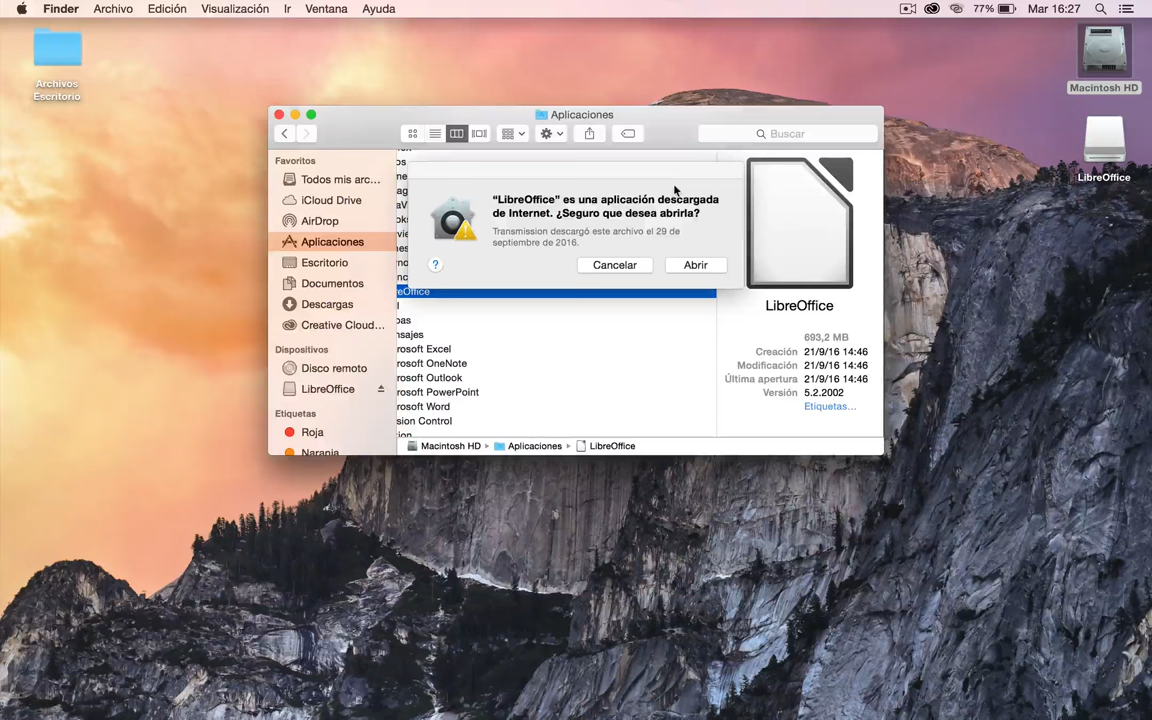 Finder Archivo Edición Visualización Ir Ventana Ayuda 77% Mar 16:27
Archivos
Escritorio
Macintosh HD
LibreOffice
Aplicaciones
Buscar
Favoritos
Todos mis arc...
iCloud Drive
AirDrop
Aplicaciones
Escritorio
Documentos
Descargas
Creative Cloud...
Dispositivos
Disco remoto
LibreOffice
Etiquetas
Roja
Naranja
“LibreOffice” es una aplicación descargada
de Internet. ¿Seguro que desea abrirla?
Transmission descargó este archivo el 29 de
septiembre de 2016.
? Cancelar Abrir
reOffice
pas
nsajes
rosoft Excel
rosoft OneNote
rosoft Outlook
rosoft PowerPoint
rosoft Word
sion Control
LibreOffice
693,2 MB
Creación 21/9/16 14:46
Modificación 21/9/16 14:46
Última apertura 21/9/16 14:46
Versión 5.2.2002
Etiquetas...
Macintosh HD ▸ Aplicaciones ▸ LibreOffice